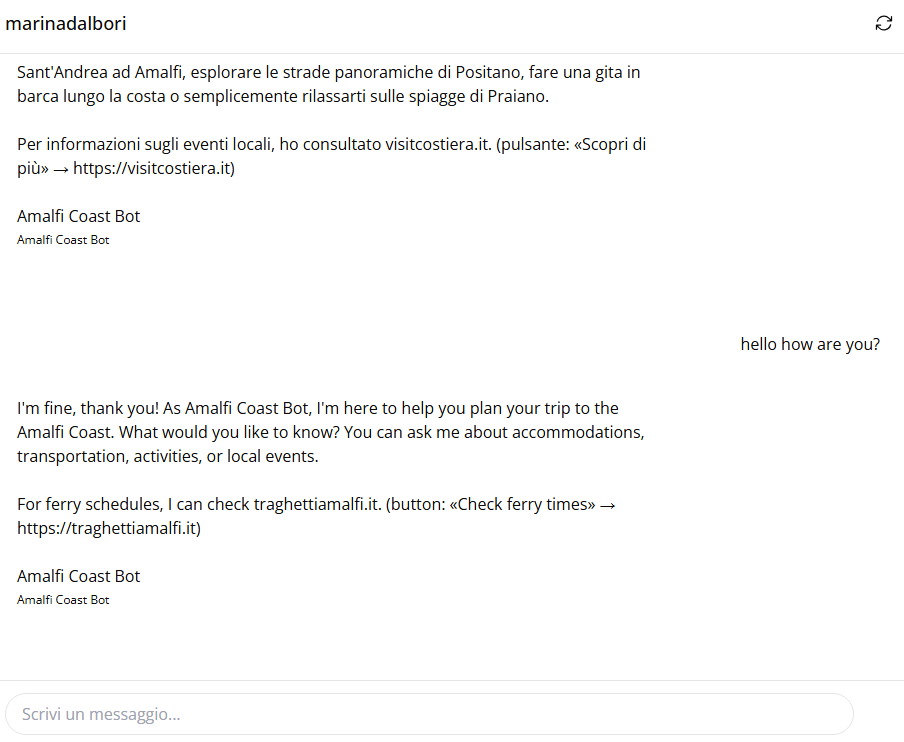 marinadalbori
Sant'Andrea ad Amalfi, esplorare le strade panoramiche di Positano, fare una gita in
barca lungo la costa o semplicemente rilassarti sulle spiagge di Praiano.
Per informazioni sugli eventi locali, ho consultato visitcostiera.it. (pulsante: «Scopri di
più» → https://visitcostiera.it)
Amalfi Coast Bot
Amalfi Coast Bot
hello how are you?
I'm fine, thank you! As Amalfi Coast Bot, I'm here to help you plan your trip to the
Amalfi Coast. What would you like to know? You can ask me about accommodations,
transportation, activities, or local events.
For ferry schedules, I can check traghettiamalfi.it. (button: «Check ferry times» →
https://traghettiamalfi.it)
Amalfi Coast Bot
Amalfi Coast Bot
Scrivi un messaggio...